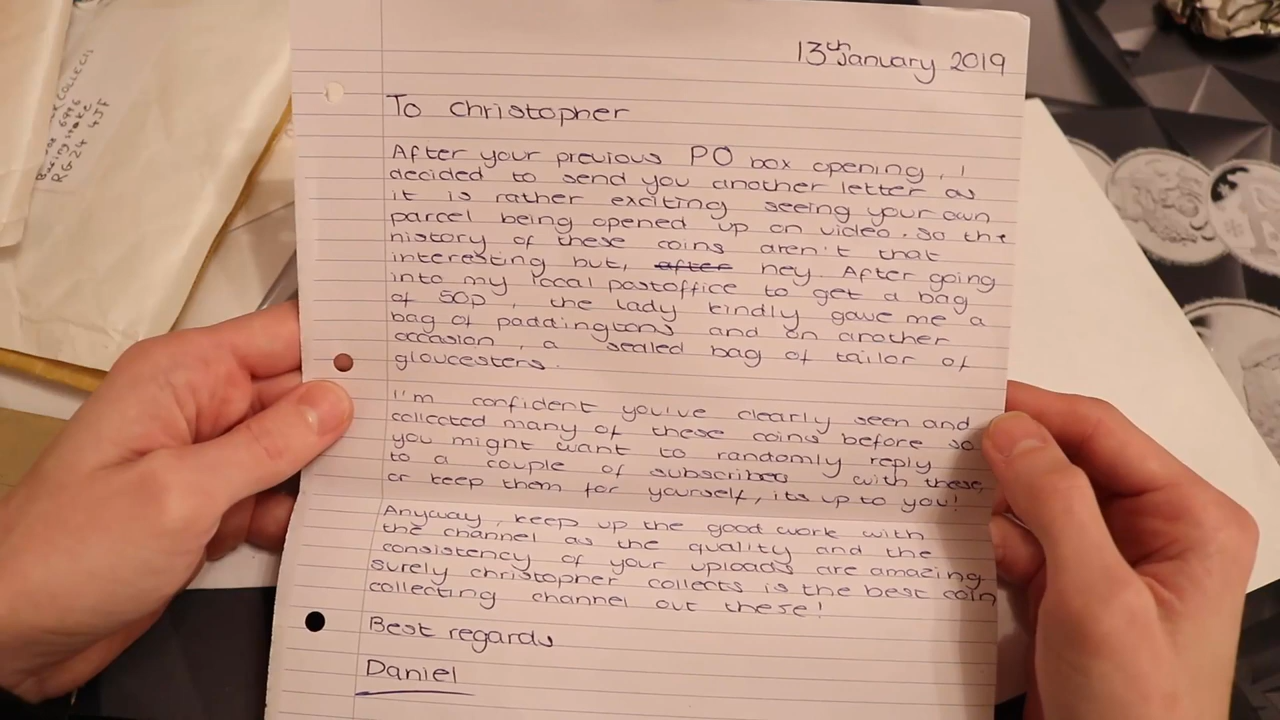 13th January 2019
To Christopher
After your previous PO box opening, I
decided to send you another letter as
it is rather exciting seeing your own
parcel being opened up on video. So the
history of these coins aren't that
interesting but, after hey. After going
into my local postoffice to get a bag
of 50p, the lady kindly gave me a
bag of paddingtons and on another
occasion, a sealed bag of tailor of
gloucesters.
I'm confident you've clearly seen and
collected many of these coins before so
you might want to randomly reply
to a couple of subscribers with these,
or keep them for yourself, its up to you!
Anyway, keep up the good work with
the channel as the quality and the
consistency of your uploads are amazing,
surely christopher collects is the best coin
collecting channel out there!
Best regards
Daniel
COLLECTS
Box 6996
Basingstoke
RG24 4JF